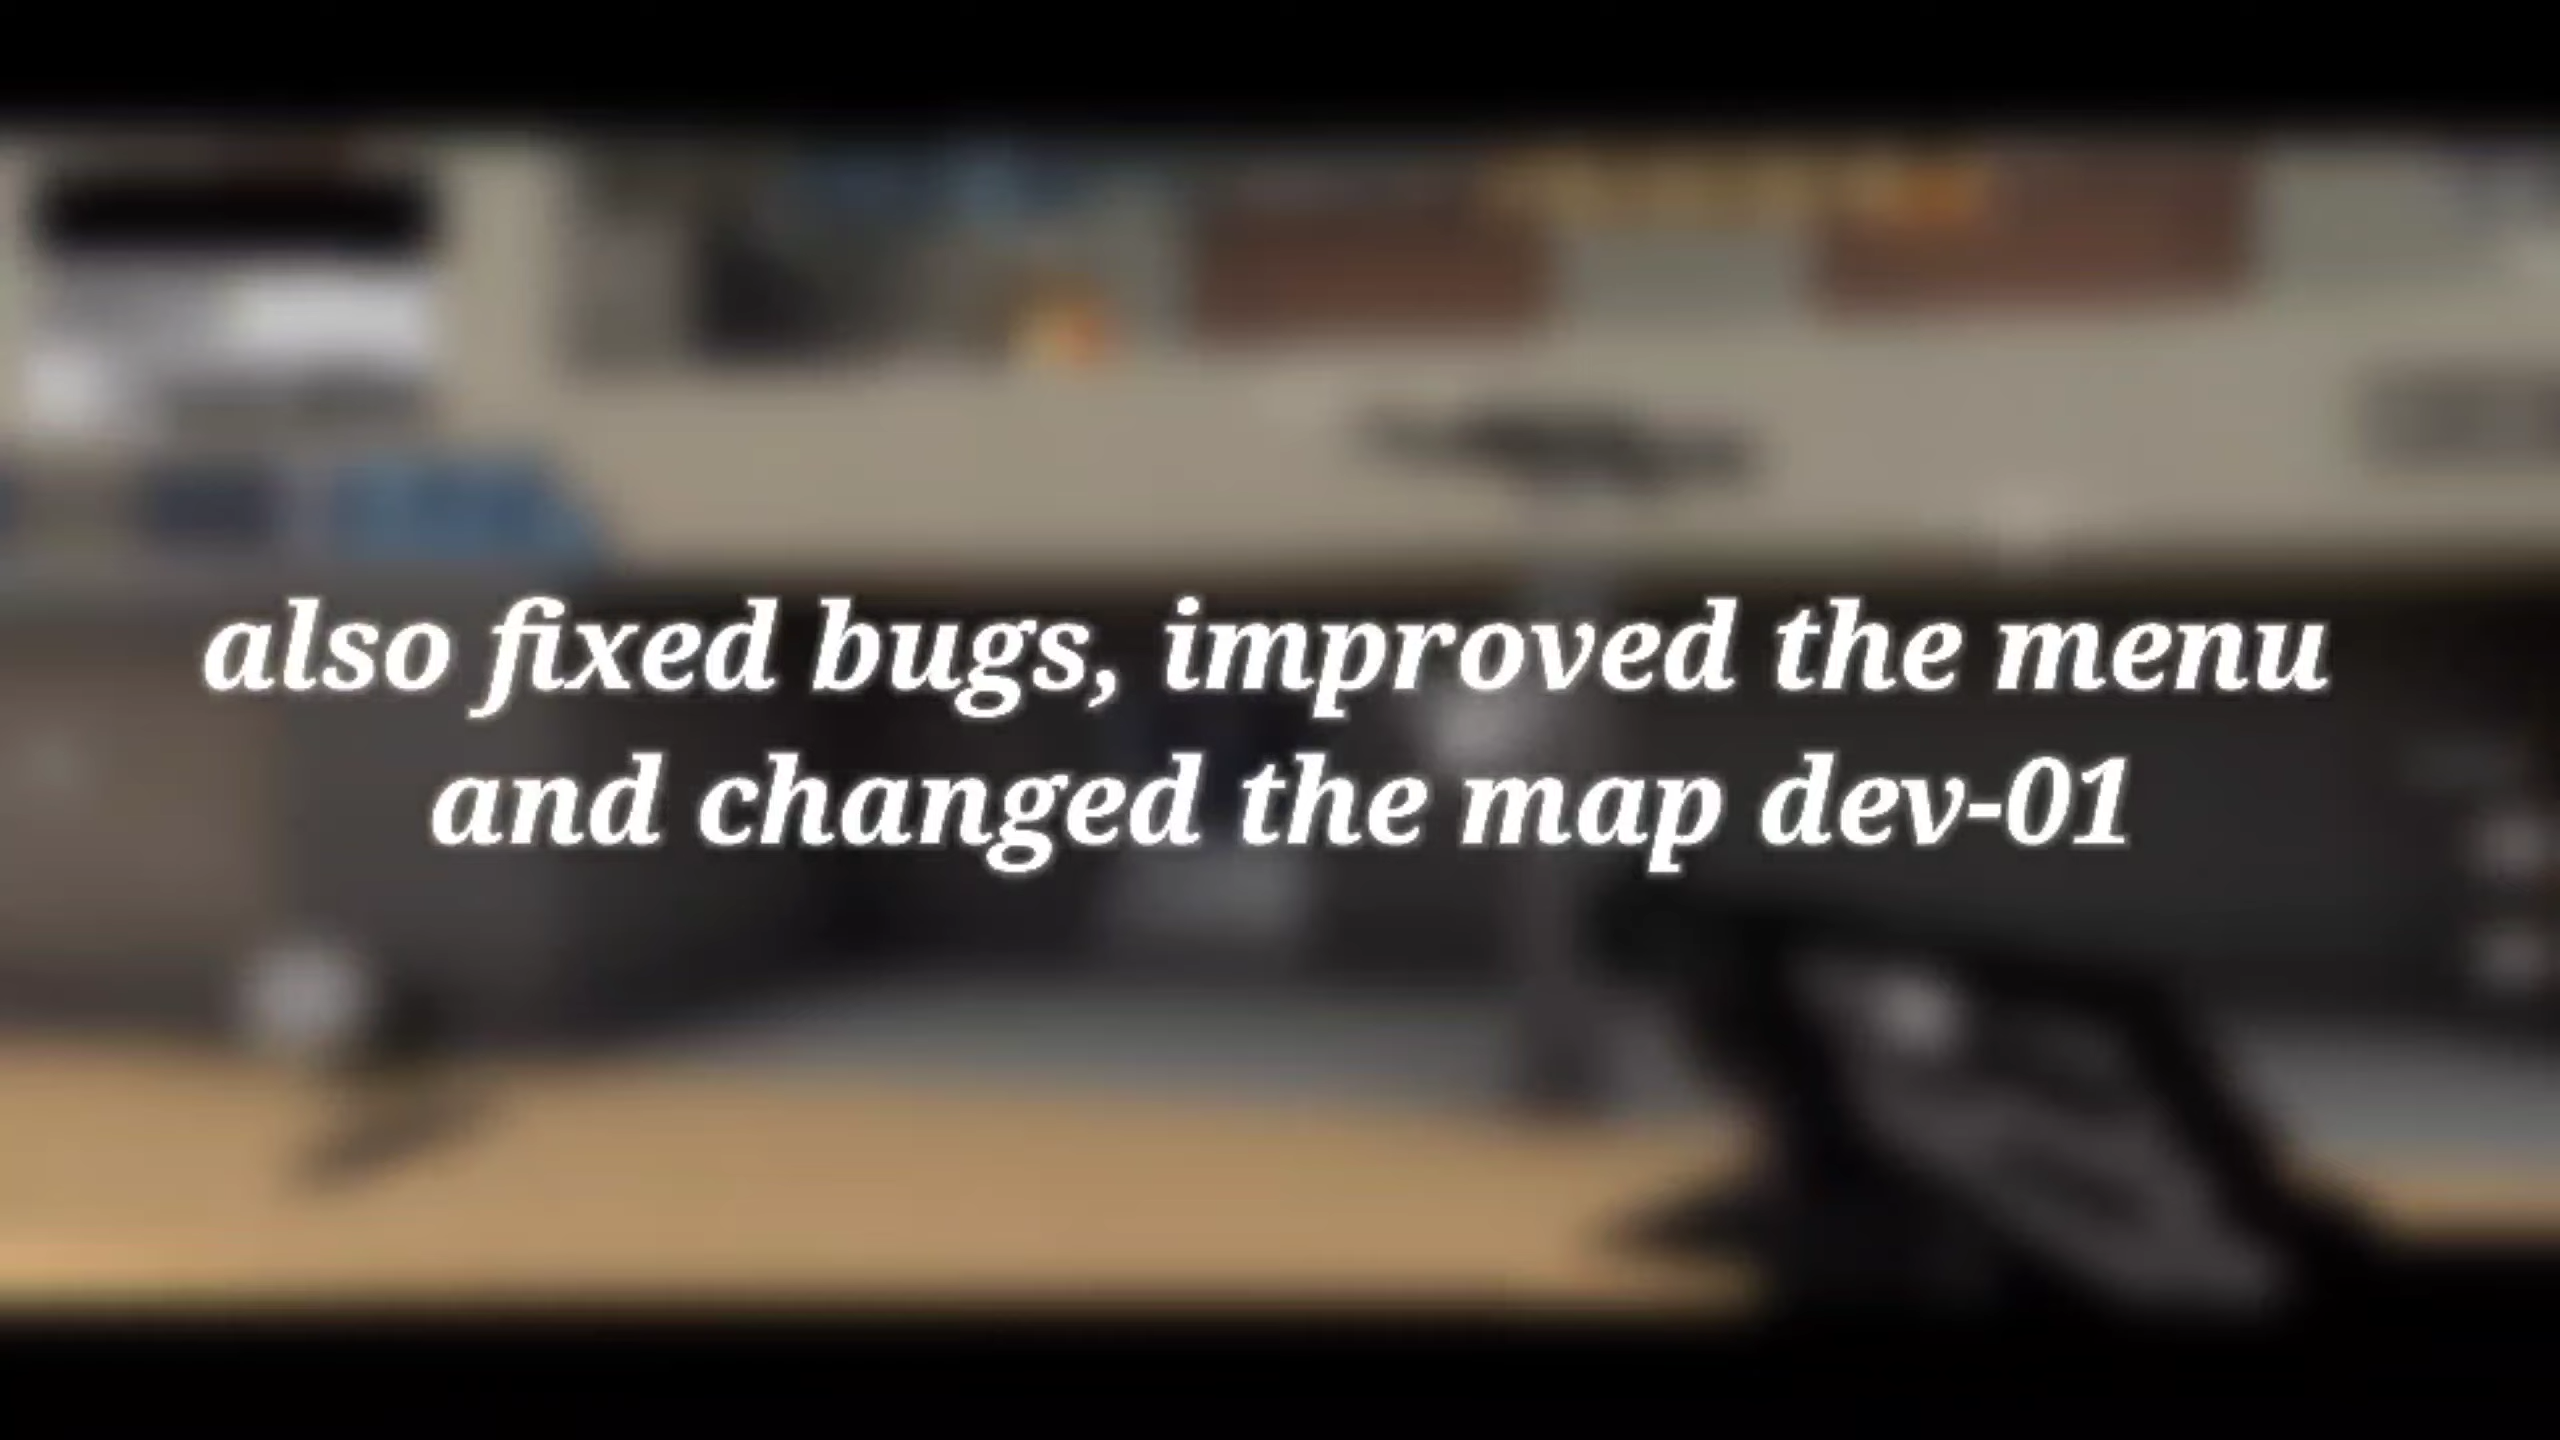 also fixed bugs, improved the menu
and changed the map dev-01